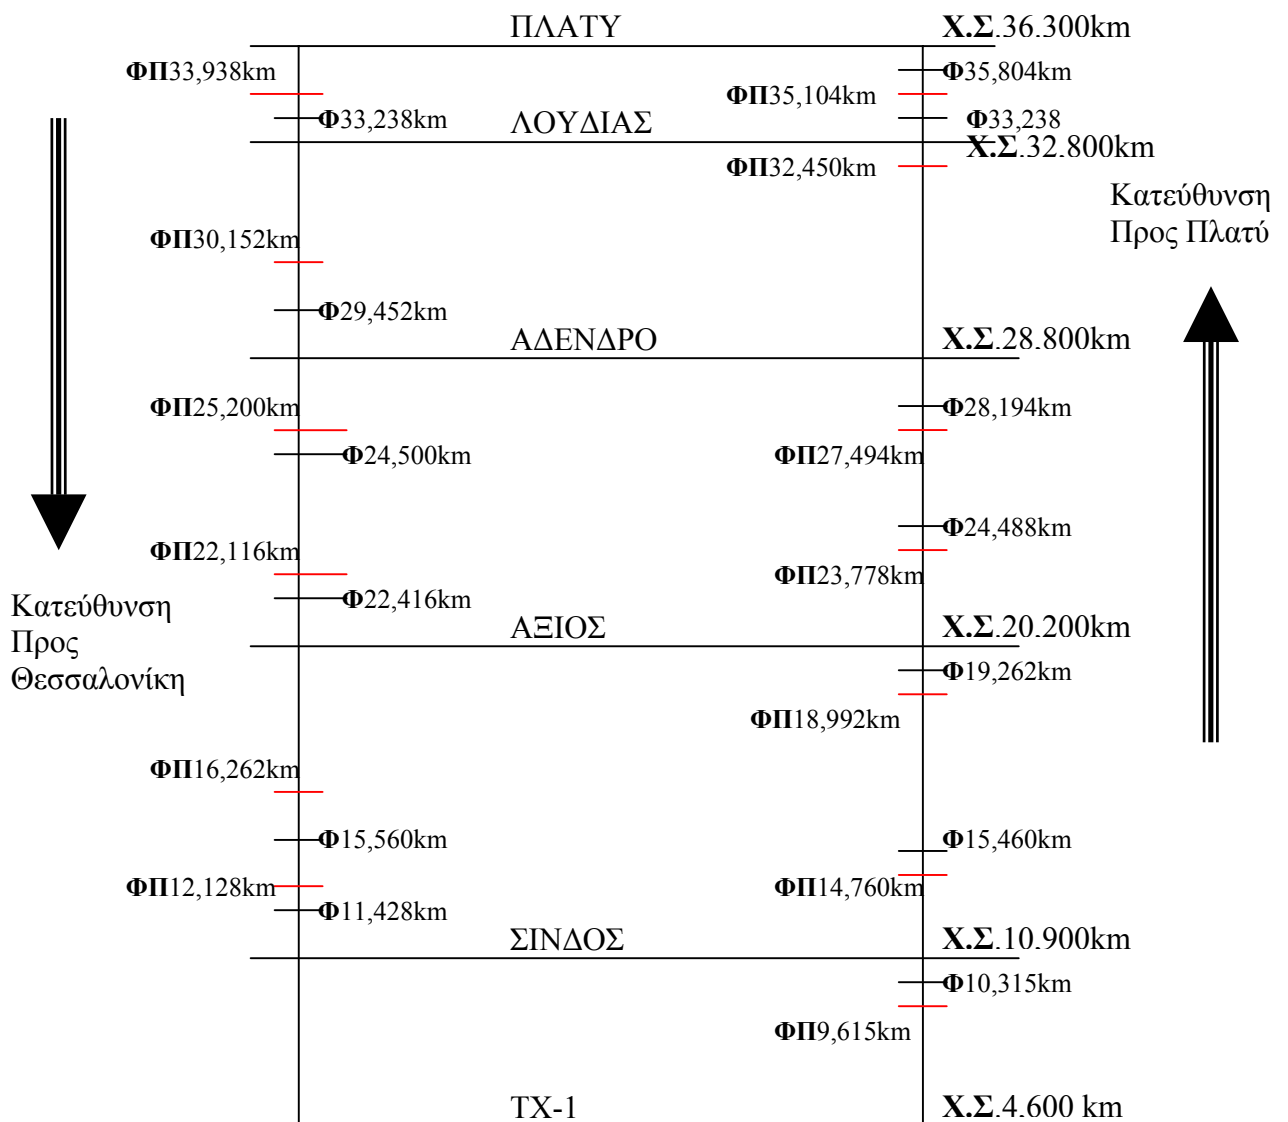 ΠΛΑΤΥ Χ.Σ.36.300km
ΦΠ33,938km Φ35,804km
ΦΠ35,104km
Φ33,238km ΛΟΥΔΙΑΣ Φ33,238
Χ.Σ.32.800km
ΦΠ32,450km
Κατεύθυνση
Προς Πλατύ
ΦΠ30,152km
Φ29,452km
ΑΔΕΝΔΡΟ Χ.Σ.28.800km
ΦΠ25,200km Φ28,194km
Φ24,500km ΦΠ27,494km
Φ24,488km
ΦΠ22,116km
ΦΠ23,778km
Φ22,416km
Κατεύθυνση
Προς
Θεσσαλονίκη
ΑΞΙΟΣ Χ.Σ.20.200km
Φ19,262km
ΦΠ18,992km
ΦΠ16,262km
Φ15,560km Φ15,460km
ΦΠ12,128km ΦΠ14,760km
Φ11,428km
ΣΙΝΔΟΣ Χ.Σ.10.900km
Φ10,315km
ΦΠ9,615km
ΤΧ-1 Χ.Σ.4.600 km